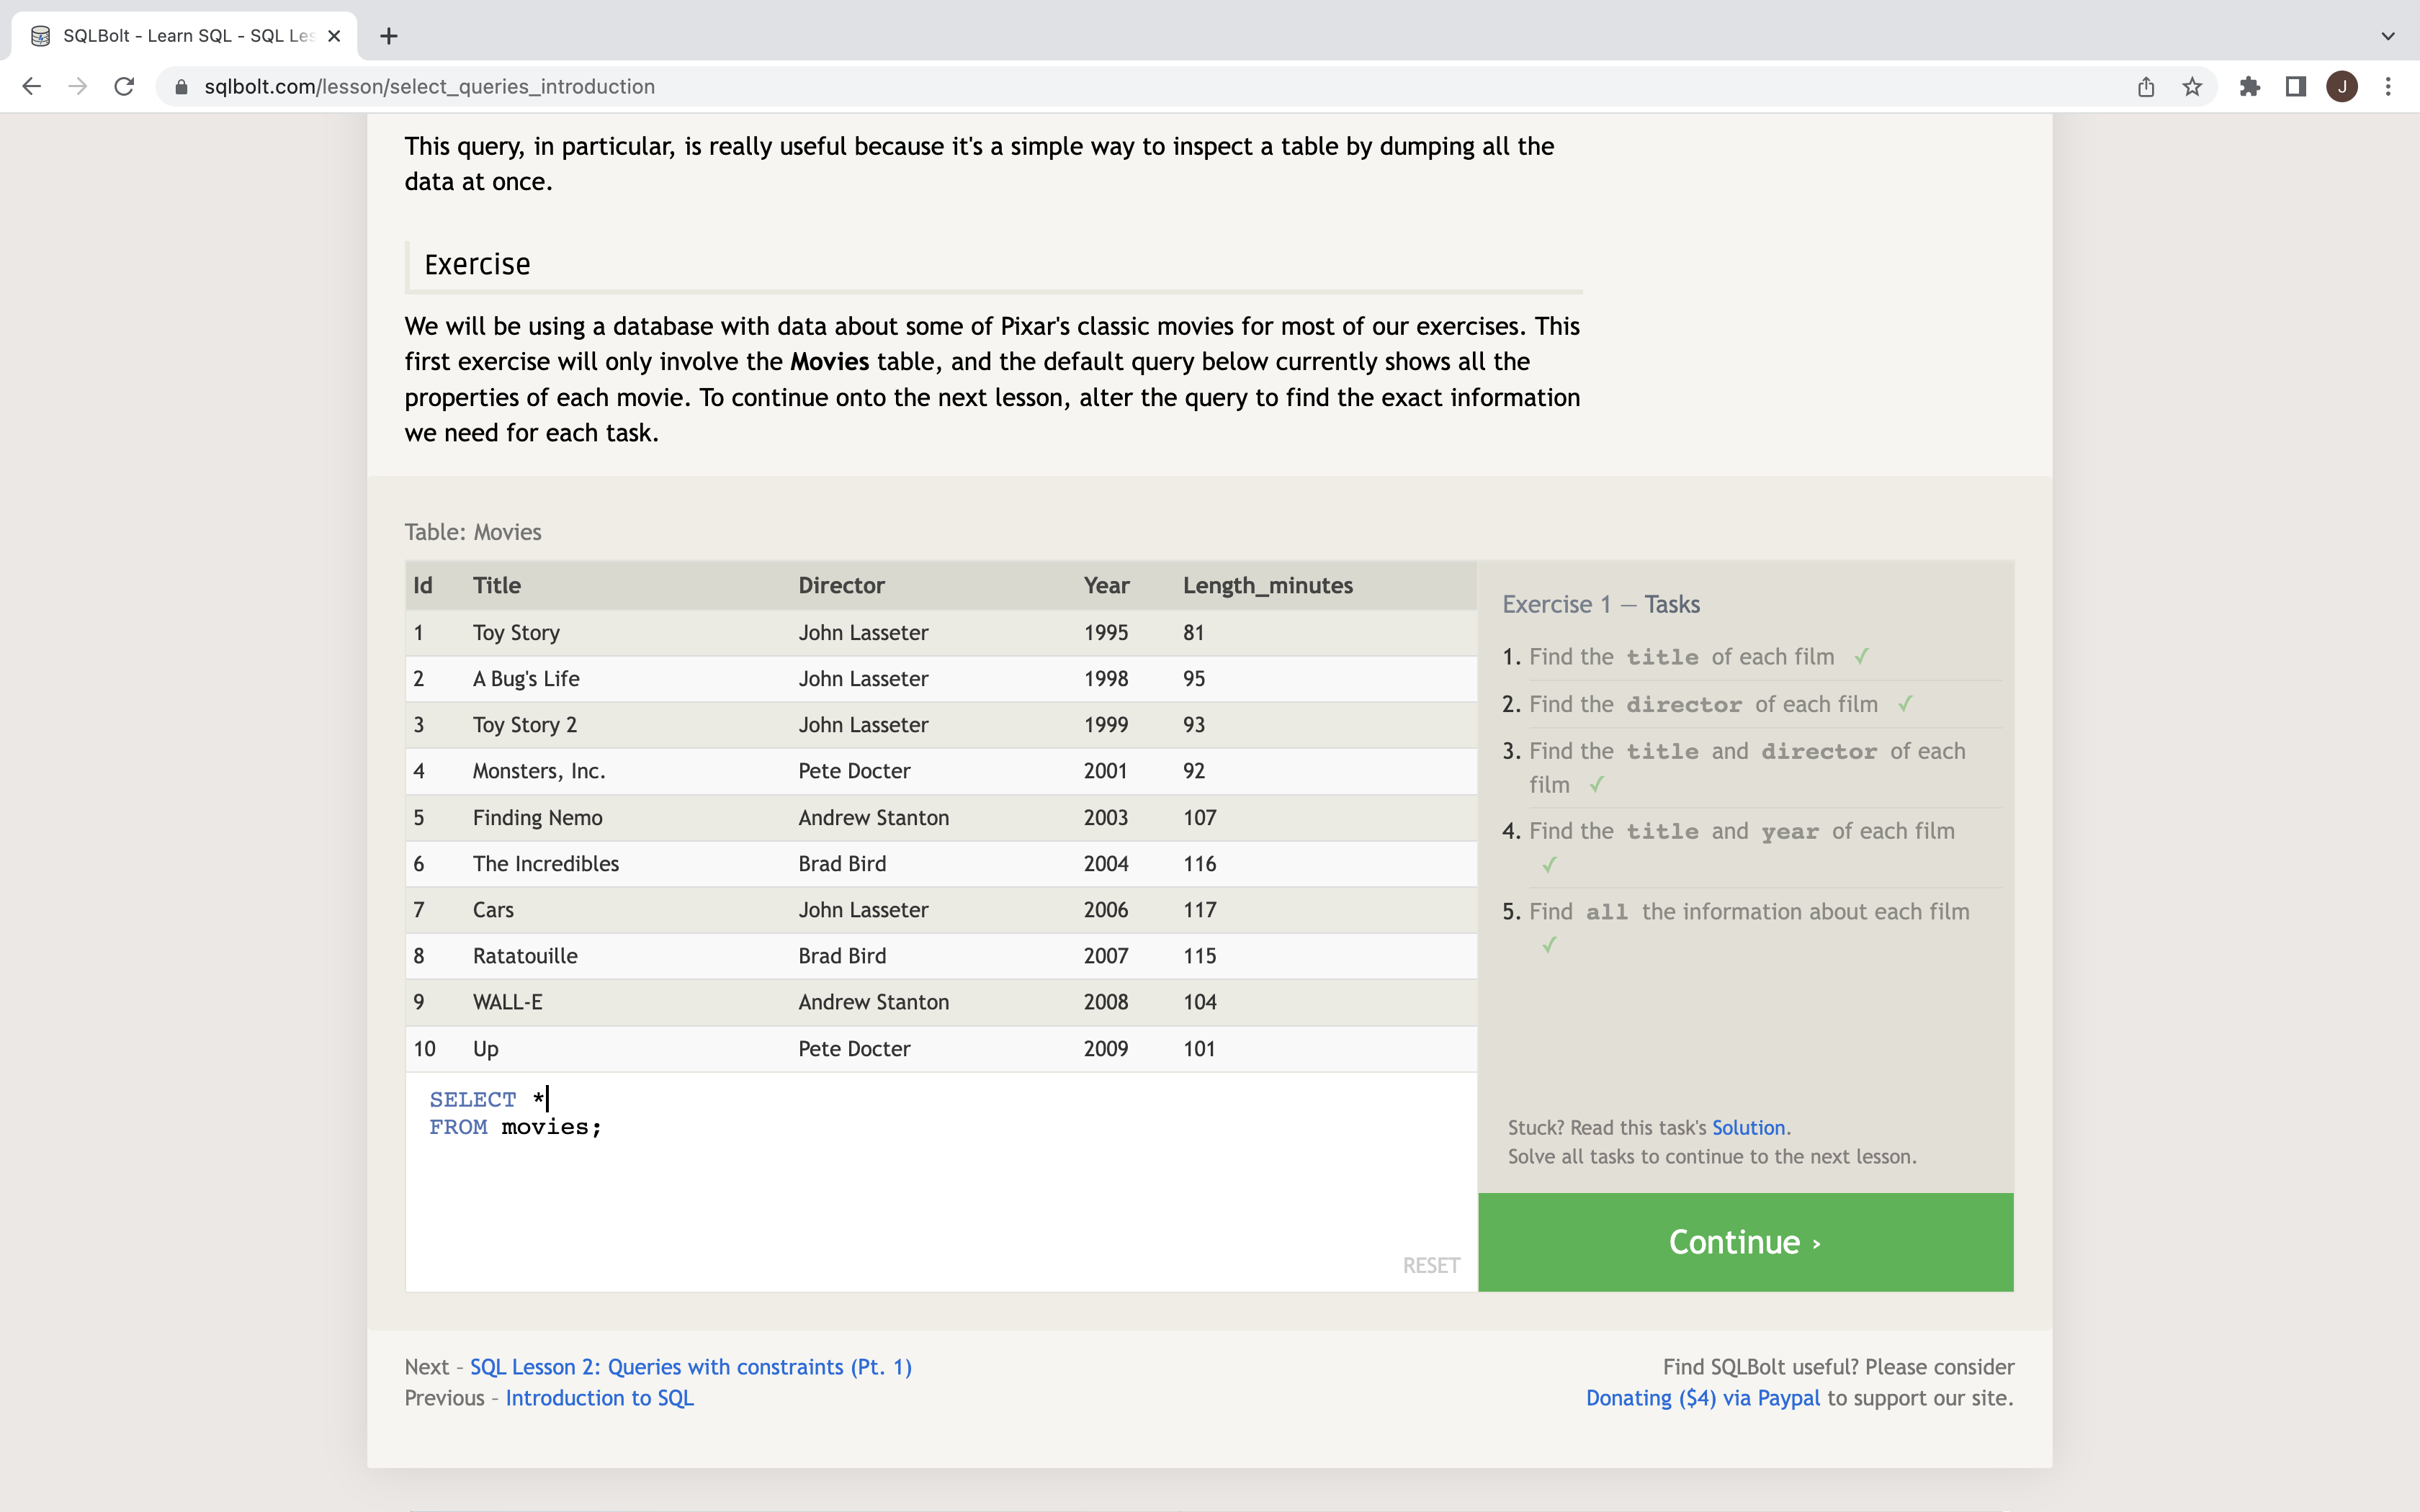 SQLBolt - Learn SQL - SQL Les
sqlbolt.com/lesson/select_queries_introduction
J
This query, in particular, is really useful because it's a simple way to inspect a table by dumping all the
data at once.
Exercise
We will be using a database with data about some of Pixar's classic movies for most of our exercises. This
first exercise will only involve the Movies table, and the default query below currently shows all the
properties of each movie. To continue onto the next lesson, alter the query to find the exact information
we need for each task.
Table: Movies
Id Title Director Year Length_minutes
1 Toy Story John Lasseter 1995 81
2 A Bug's Life John Lasseter 1998 95
3 Toy Story 2 John Lasseter 1999 93
4 Monsters, Inc. Pete Docter 2001 92
5 Finding Nemo Andrew Stanton 2003 107
6 The Incredibles Brad Bird 2004 116
7 Cars John Lasseter 2006 117
8 Ratatouille Brad Bird 2007 115
9 WALL-E Andrew Stanton 2008 104
10 Up Pete Docter 2009 101
SELECT *
FROM movies;
RESET
Exercise 1 — Tasks
1. Find the title of each film ✓
2. Find the director of each film ✓
3. Find the title and director of each
film ✓
4. Find the title and year of each film
✓
5. Find all the information about each film
✓
Stuck? Read this task's Solution.
Solve all tasks to continue to the next lesson.
Continue ›
Next – SQL Lesson 2: Queries with constraints (Pt. 1)
Previous – Introduction to SQL
Find SQLBolt useful? Please consider
Donating ($4) via Paypal to support our site.